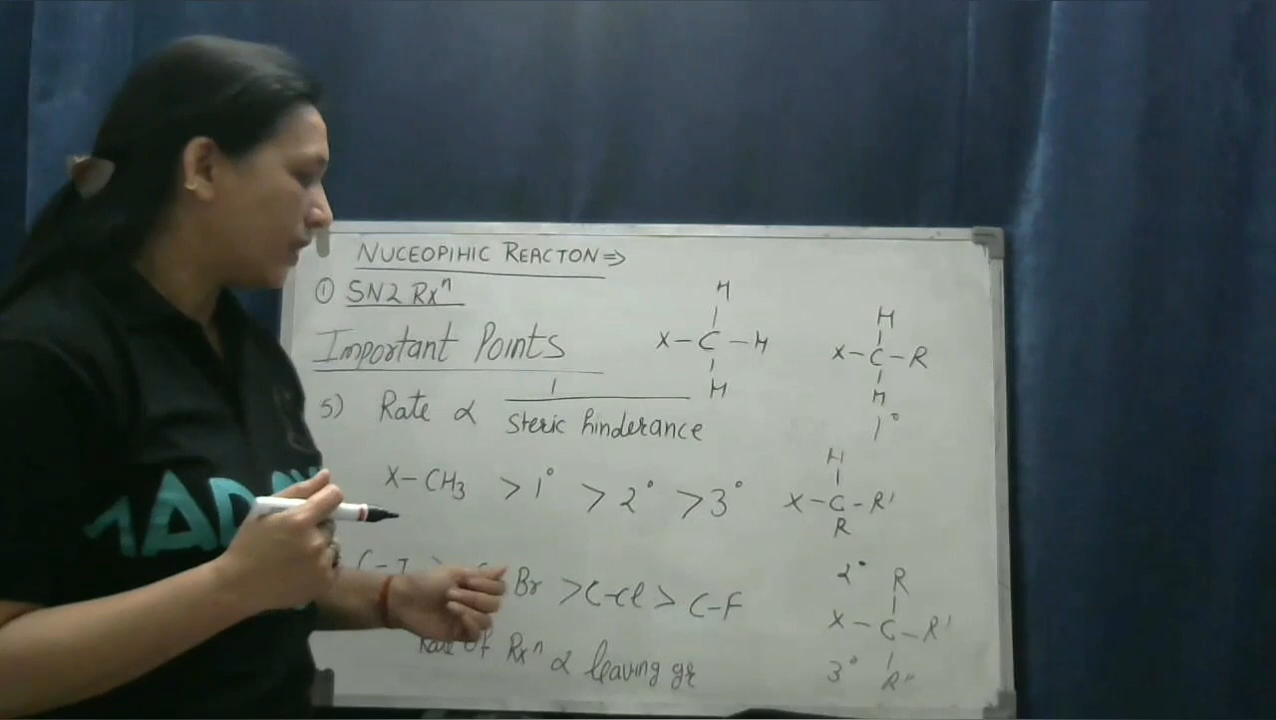 NUCEOPIHIC REACTON ⇒
① SN2 Rxⁿ
Important Points
5) Rate α 1 / Steric hinderance
X-CH3 > 1° > 2° > 3°
C-I > Br > C-Cl > C-F
Rate of Rxⁿ α leaving gr
H
X-C-H
H
H
X-C-R
H
1°
H
X-C-R'
R
2°
R
X-C-R'
R"
3°